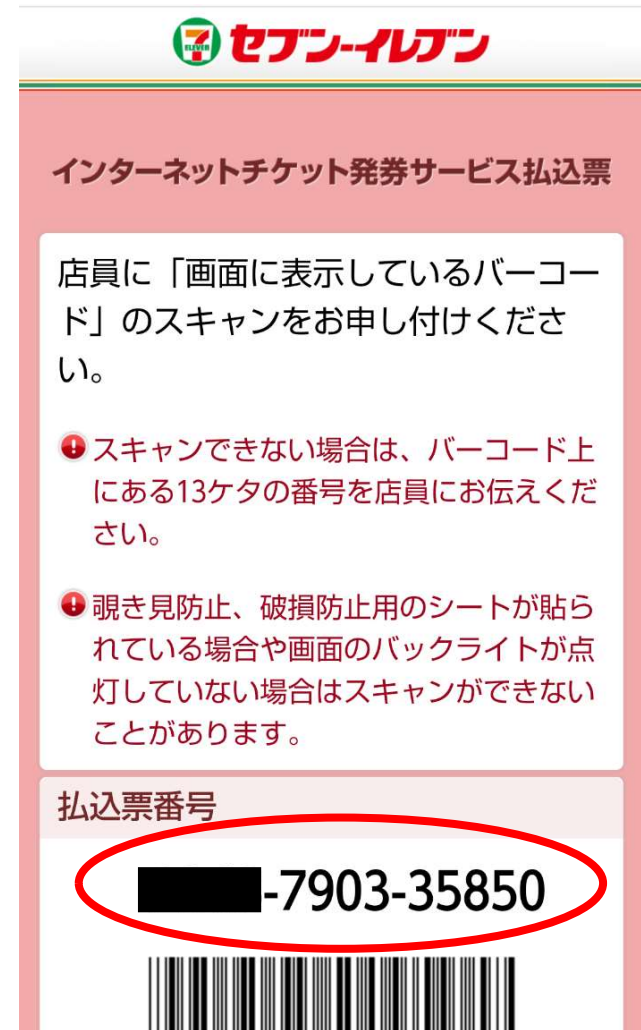 7 ELEVEN セブン-イレブン
インターネットチケット発券サービス払込票
店員に「画面に表示しているバーコー
ド」のスキャンをお申し付けくださ
い。
スキャンできない場合は、バーコード上
にある13ケタの番号を店員にお伝えくだ
さい。
覗き見防止、破損防止用のシートが貼ら
れている場合や画面のバックライトが点
灯していない場合はスキャンができない
ことがあります。
払込票番号
-7903-35850